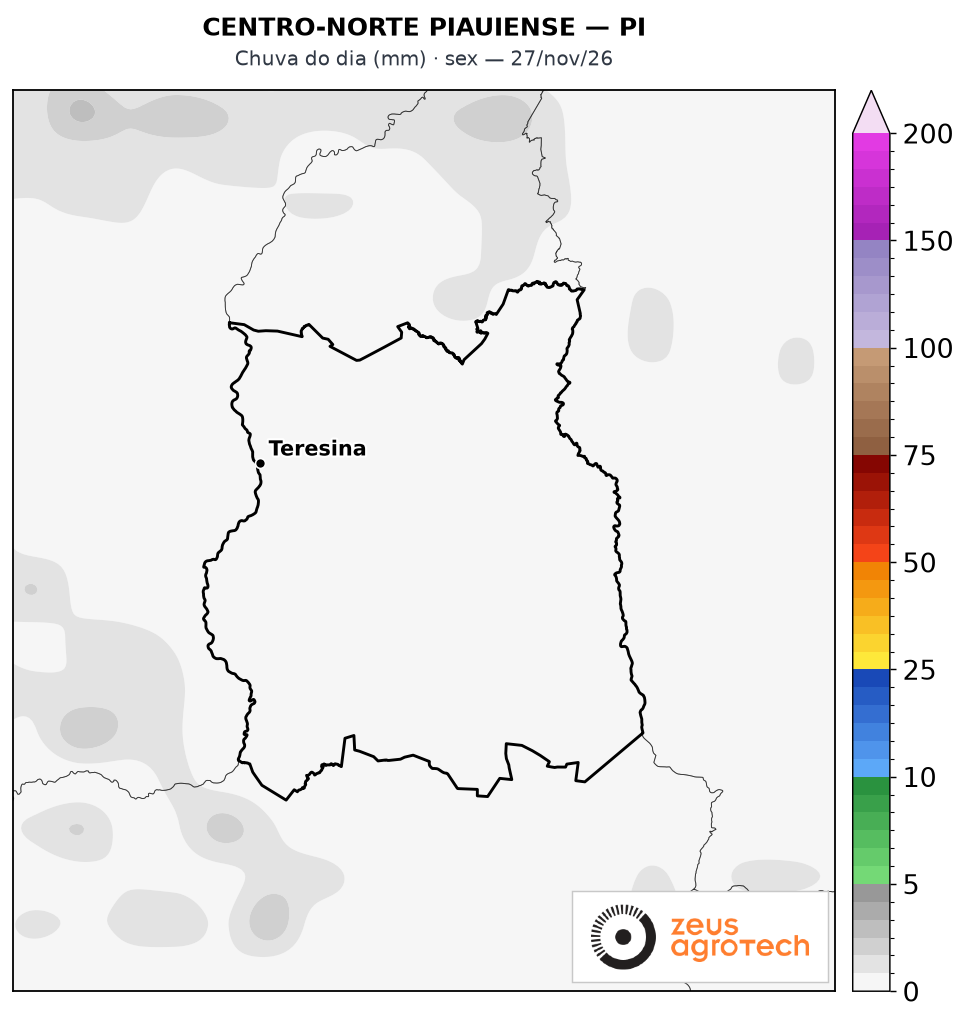 CENTRO-NORTE PIAUIENSE — PI
Chuva do dia (mm) · sex — 27/nov/26
Teresina
200
150
100
75
50
25
10
5
0
zeus
agrotech